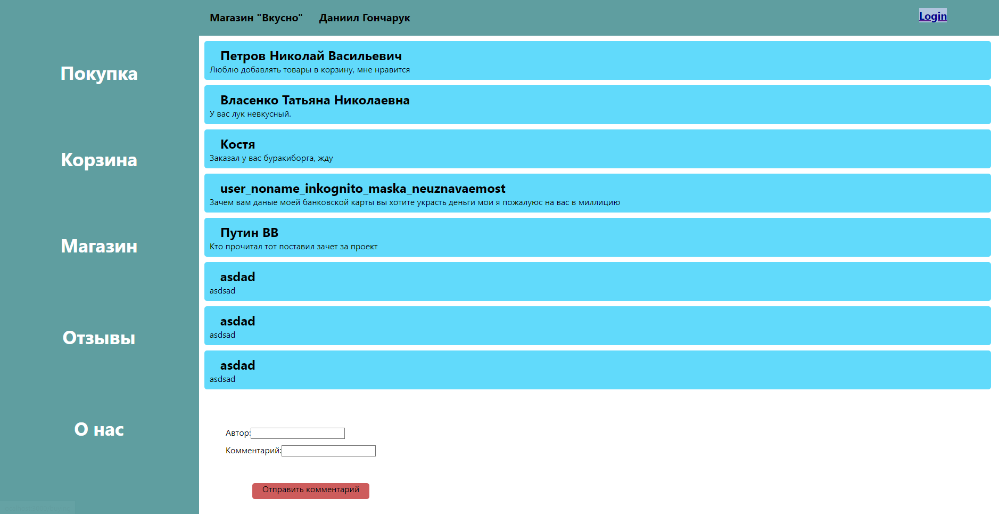 Магазин "Вкусно" Даниил Гончарук Login
Покупка
Корзина
Магазин
Отзывы
О нас
Петров Николай Васильевич
Люблю добавлять товары в корзину, мне нравится
Власенко Татьяна Николаевна
У вас лук невкусный.
Костя
Заказал у вас буракиборга, жду
user_noname_inkognito_maska_neuznavaemost
Зачем вам даные моей банковской карты вы хотите украсть деньги мои я пожалуюс на вас в миллицию
Путин ВВ
Кто прочитал тот поставил зачет за проект
asdad
asdsad
asdad
asdsad
asdad
asdsad
Автор:
Комментарий:
Отправить комментарий